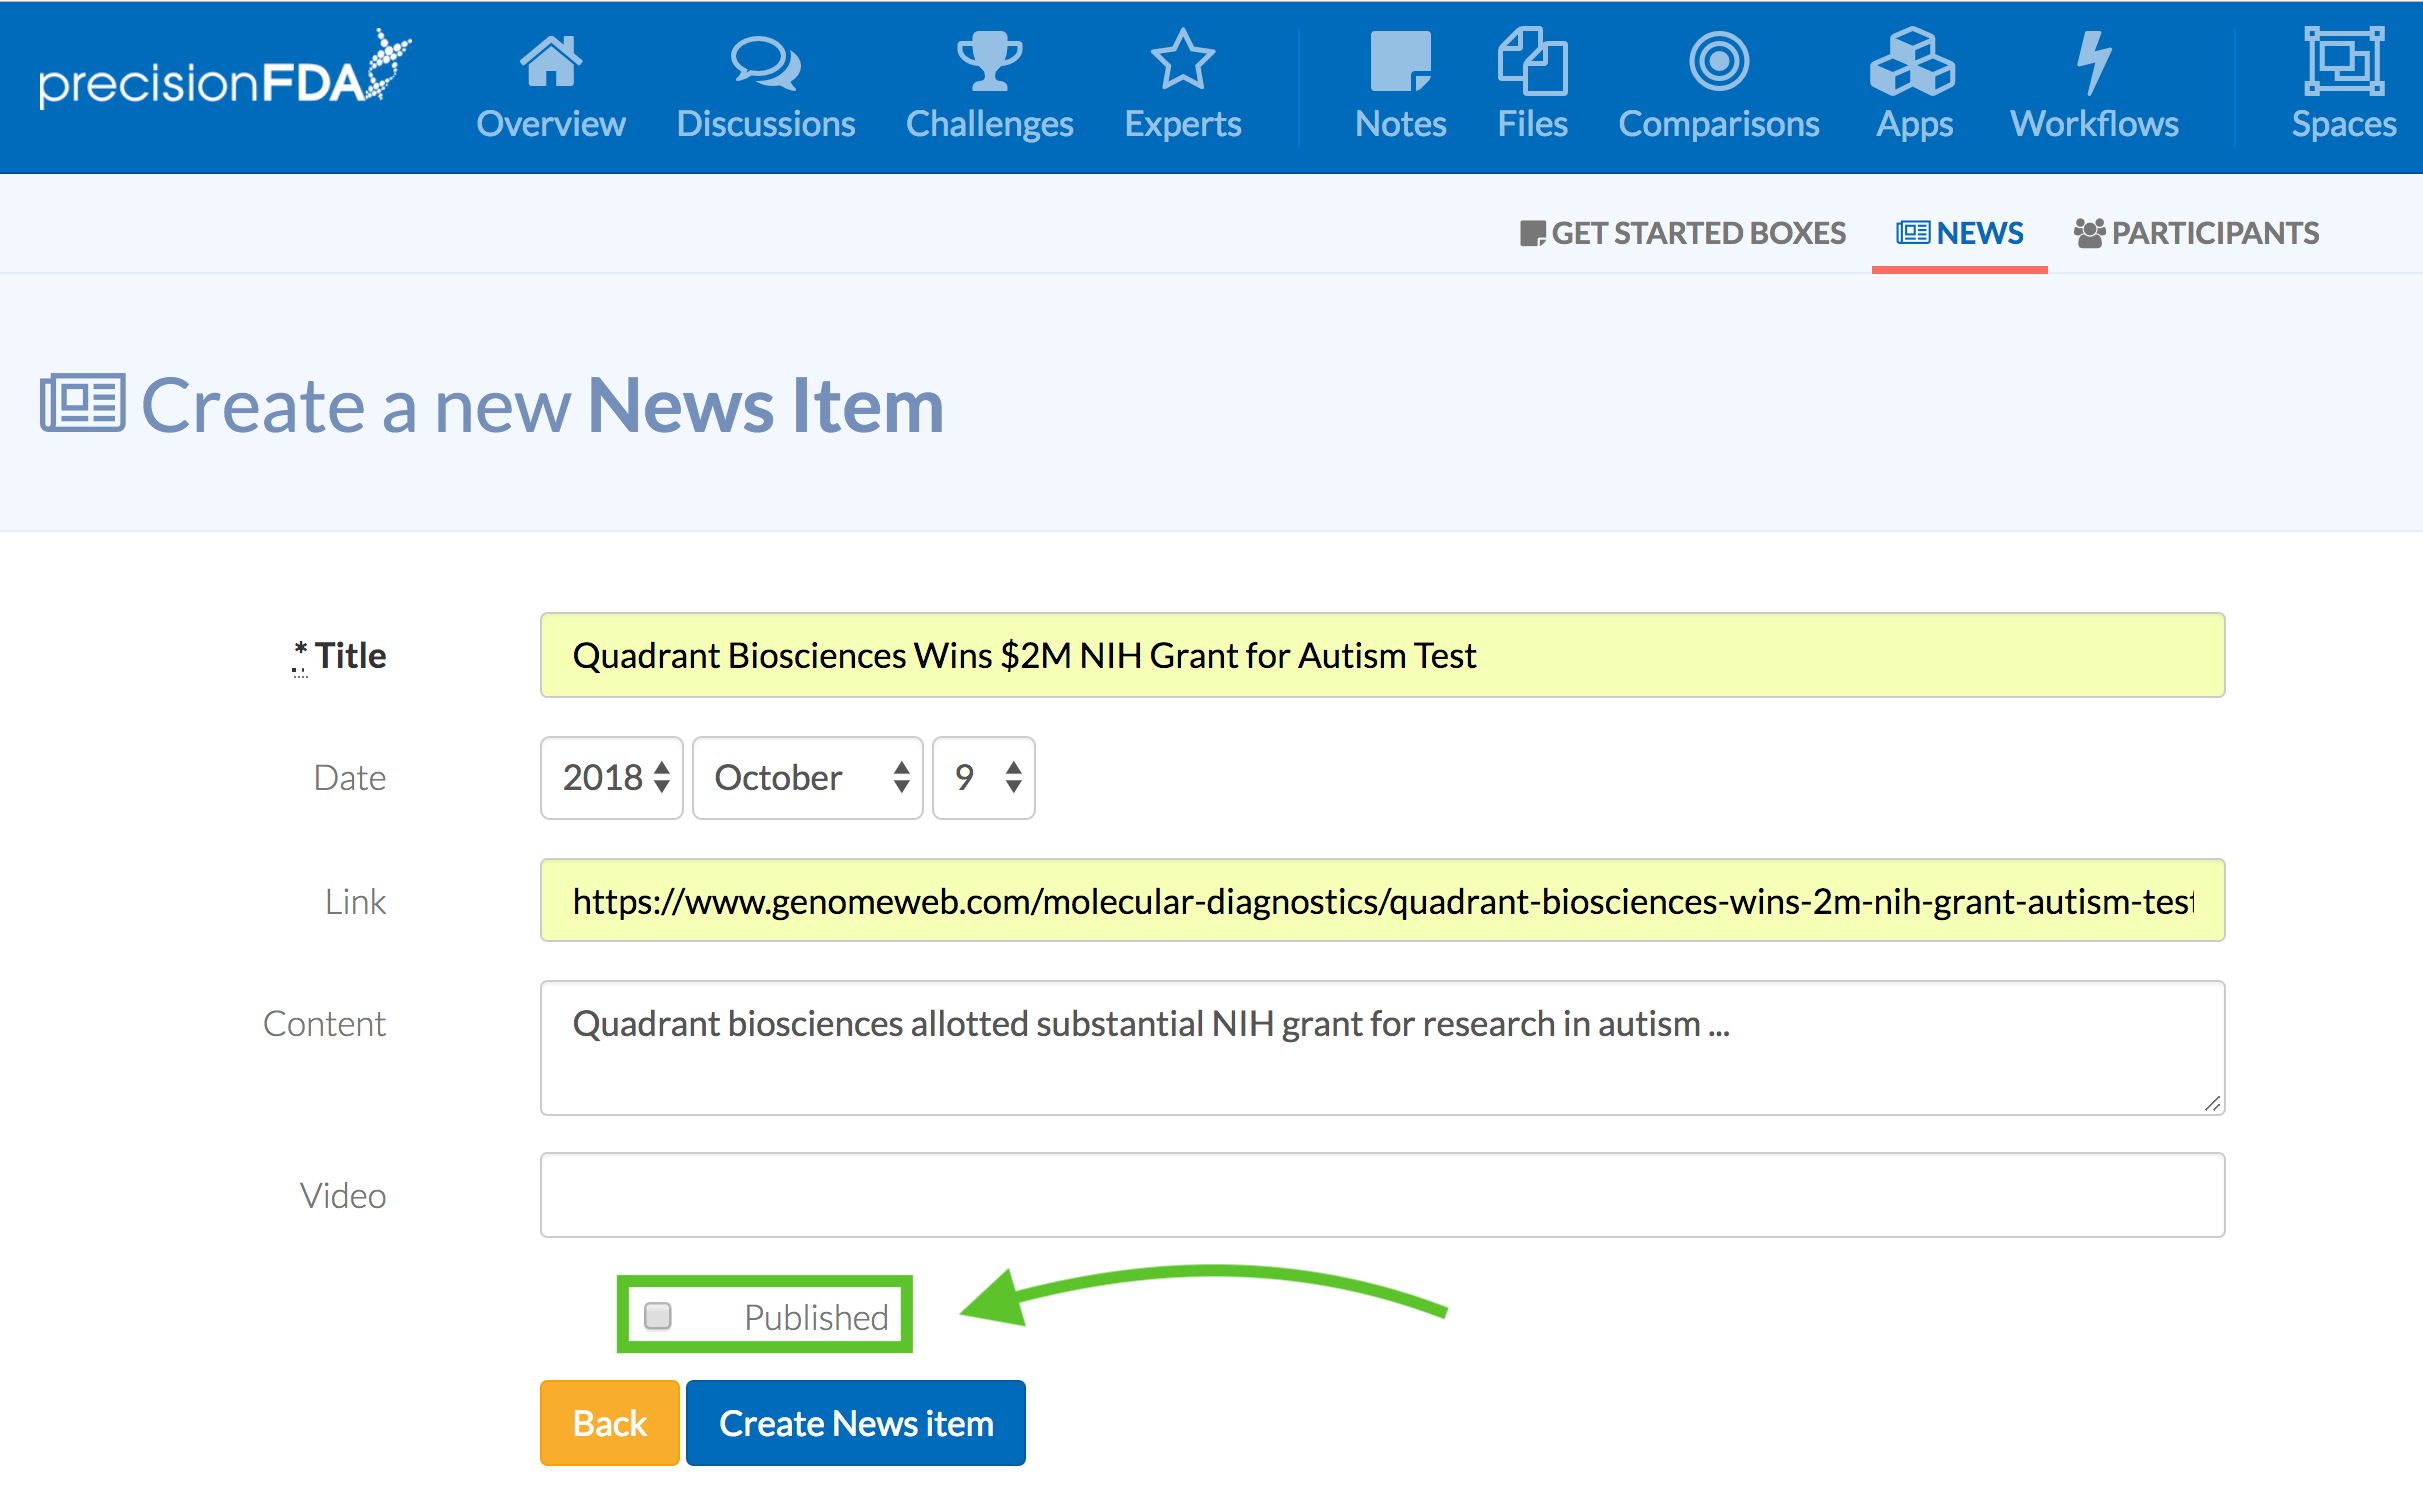 precisionFDA
Overview Discussions Challenges Experts Notes Files Comparisons Apps Workflows Spaces
GET STARTED BOXES NEWS PARTICIPANTS
Create a new News Item
* Title Quadrant Biosciences Wins $2M NIH Grant for Autism Test
Date 2018 October 9
Link https://www.genomeweb.com/molecular-diagnostics/quadrant-biosciences-wins-2m-nih-grant-autism-test
Content Quadrant biosciences allotted substantial NIH grant for research in autism ...
Video
Published
Back Create News item